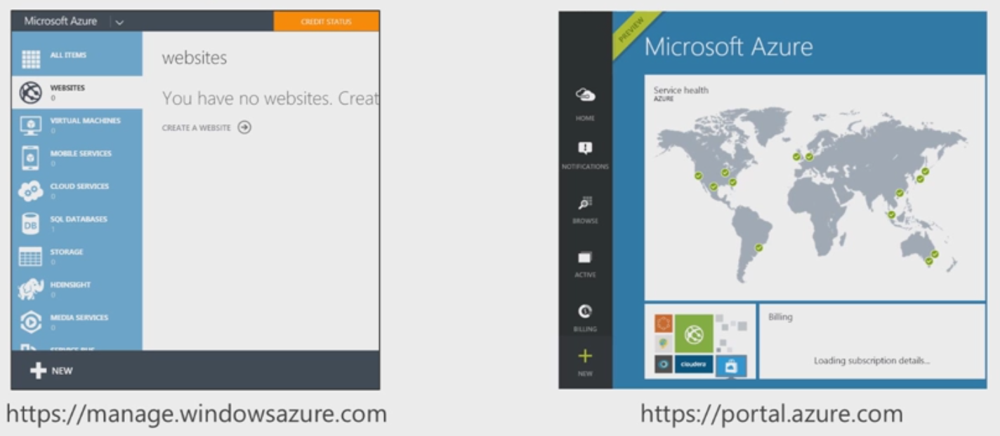 Microsoft Azure
CREDIT STATUS
ALL ITEMS
WEBSITES
0
VIRTUAL MACHINES
0
MOBILE SERVICES
0
CLOUD SERVICES
0
SQL DATABASES
1
STORAGE
0
HDINSIGHT
0
MEDIA SERVICES
0
SERVICE BUS
NEW
websites
You have no websites. Creat
CREATE A WEBSITE
https://manage.windowsazure.com
PREVIEW
Microsoft Azure
HOME
NOTIFICATIONS
BROWSE
ACTIVE
BILLING
NEW
Service health
AZURE
cloudera
Billing
Loading subscription details...
https://portal.azure.com